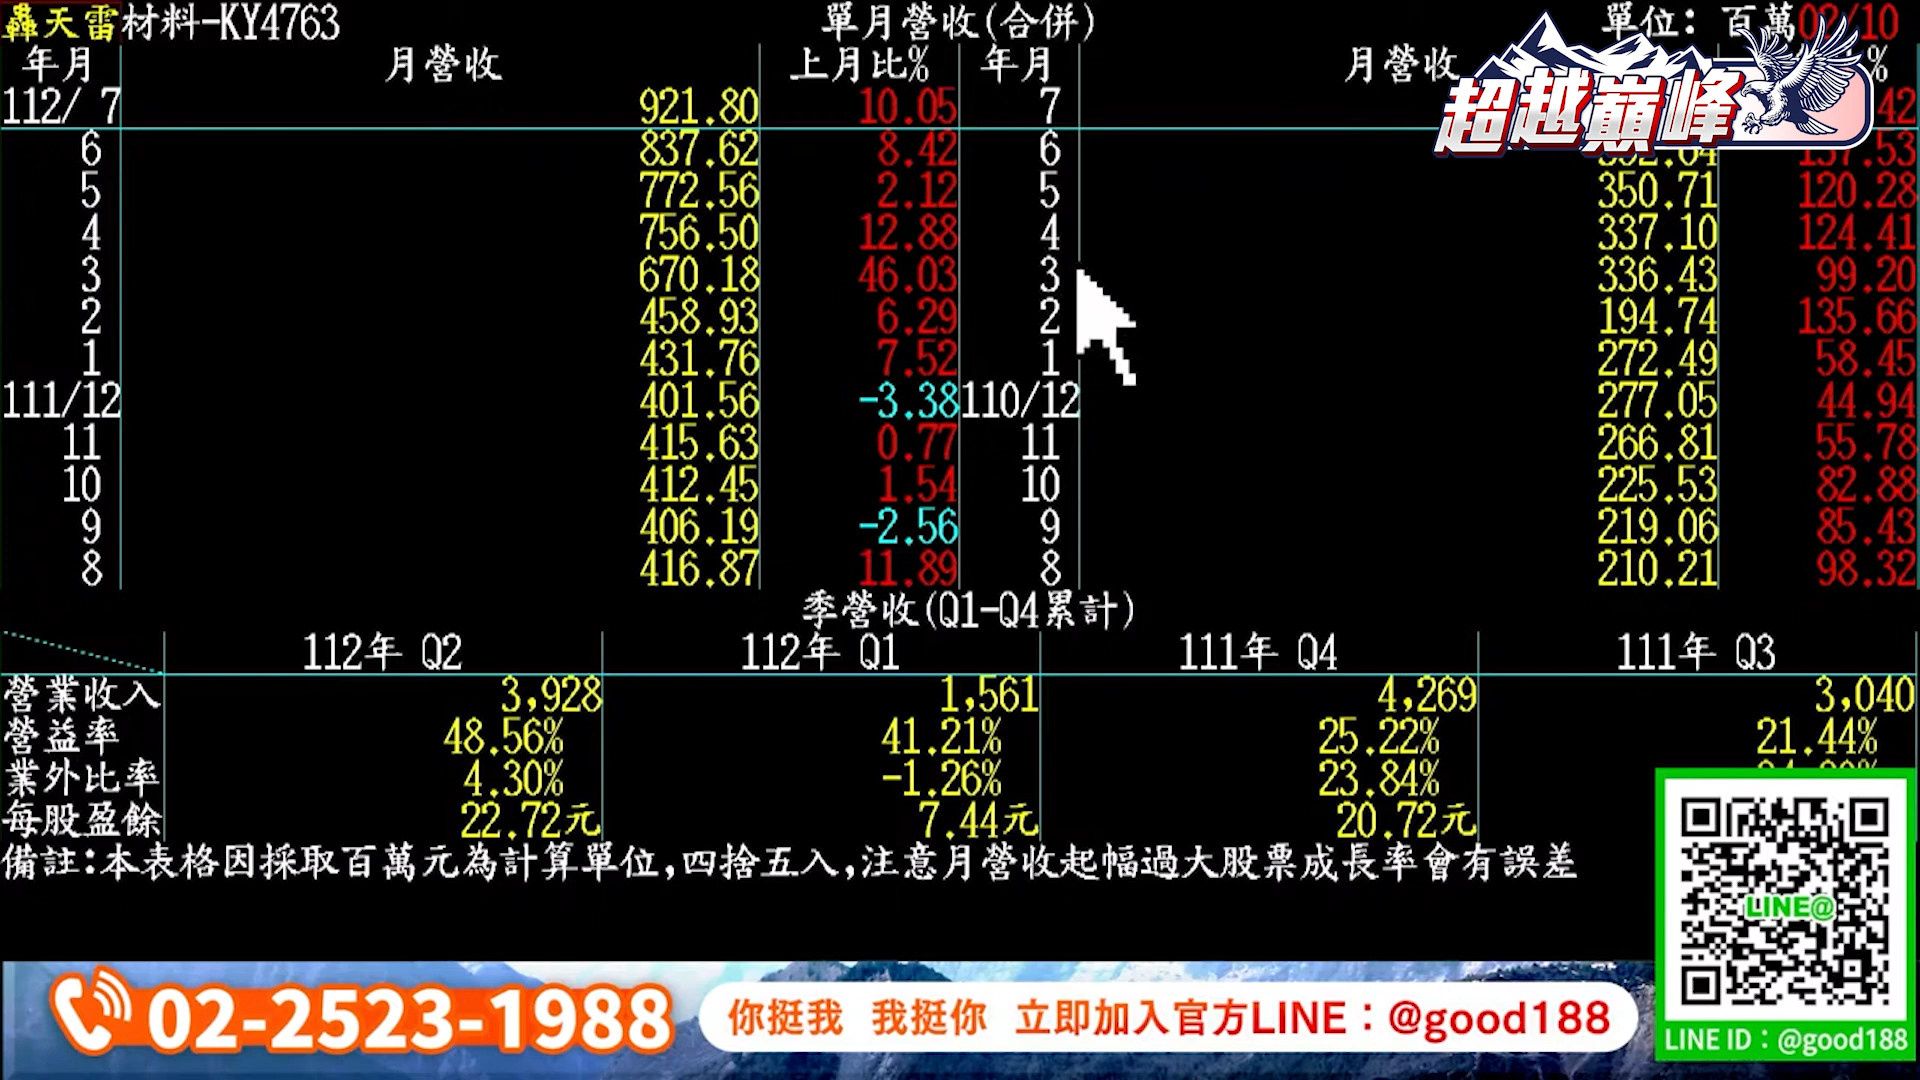 轟天雷材料-KY4763 單月營收(合併) 單位: 百萬
年月 月營收 上月比% 年月 月營收 %
112/ 7 921.80 10.05 7 42
6 837.62 8.42 6 137.53
5 772.56 2.12 5 350.71 120.28
4 756.50 12.88 4 337.10 124.41
3 670.18 46.03 3 336.43 99.20
2 458.93 6.29 2 194.74 135.66
1 431.76 7.52 1 272.49 58.45
111/12 401.56 -3.38 110/12 277.05 44.94
11 415.63 0.77 11 266.81 55.78
10 412.45 1.54 10 225.53 82.88
9 406.19 -2.56 9 219.06 85.43
8 416.87 11.89 8 210.21 98.32
超越巔峰
季營收(Q1-Q4累計)
112年 Q2 112年 Q1 111年 Q4 111年 Q3
營業收入 3,928 1,561 4,269 3,040
營益率 48.56% 41.21% 25.22% 21.44%
業外比率 4.30% -1.26% 23.84%
每股盈餘 22.72元 7.44元 20.72元
備註:本表格因採取百萬元為計算單位,四捨五入,注意月營收起幅過大股票成長率會有誤差
LINE@
LINE ID：@good188
02-2523-1988
你挺我 我挺你 立即加入官方LINE：@good188